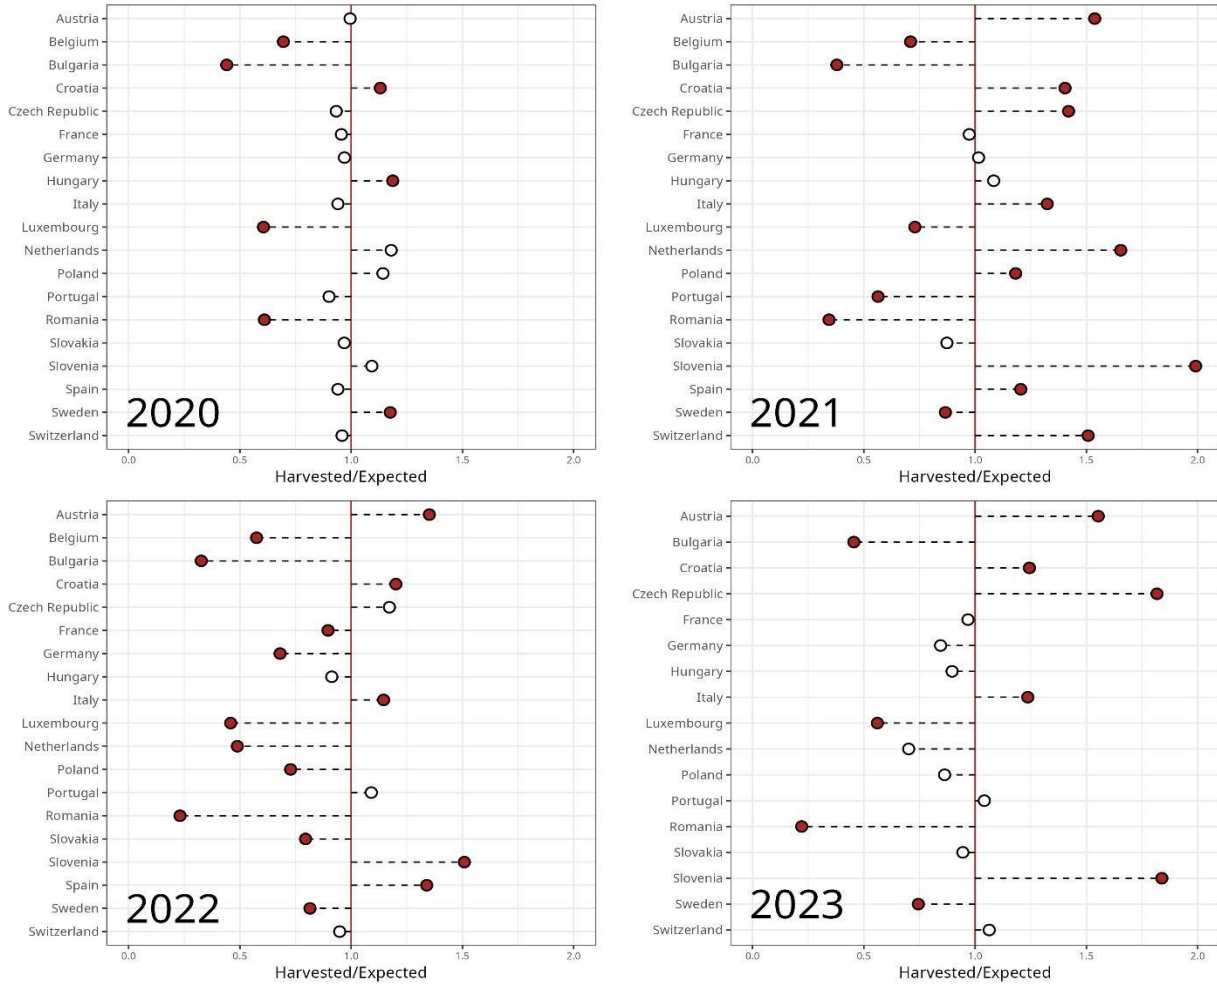 Austria
Belgium
Bulgaria
Croatia
Czech Republic
France
Germany
Hungary
Italy
Luxembourg
Netherlands
Poland
Portugal
Romania
Slovakia
Slovenia
Spain
Sweden
Switzerland
2020
0.0 0.5 1.0 1.5 2.0
Harvested/Expected
Austria
Belgium
Bulgaria
Croatia
Czech Republic
France
Germany
Hungary
Italy
Luxembourg
Netherlands
Poland
Portugal
Romania
Slovakia
Slovenia
Spain
Sweden
Switzerland
2021
0.0 0.5 1.0 1.5 2.0
Harvested/Expected
Austria
Belgium
Bulgaria
Croatia
Czech Republic
France
Germany
Hungary
Italy
Luxembourg
Netherlands
Poland
Portugal
Romania
Slovakia
Slovenia
Spain
Sweden
Switzerland
2022
0.0 0.5 1.0 1.5 2.0
Harvested/Expected
Austria
Bulgaria
Croatia
Czech Republic
France
Germany
Hungary
Italy
Luxembourg
Netherlands
Poland
Portugal
Romania
Slovakia
Slovenia
Sweden
Switzerland
2023
0.0 0.5 1.0 1.5 2.0
Harvested/Expected